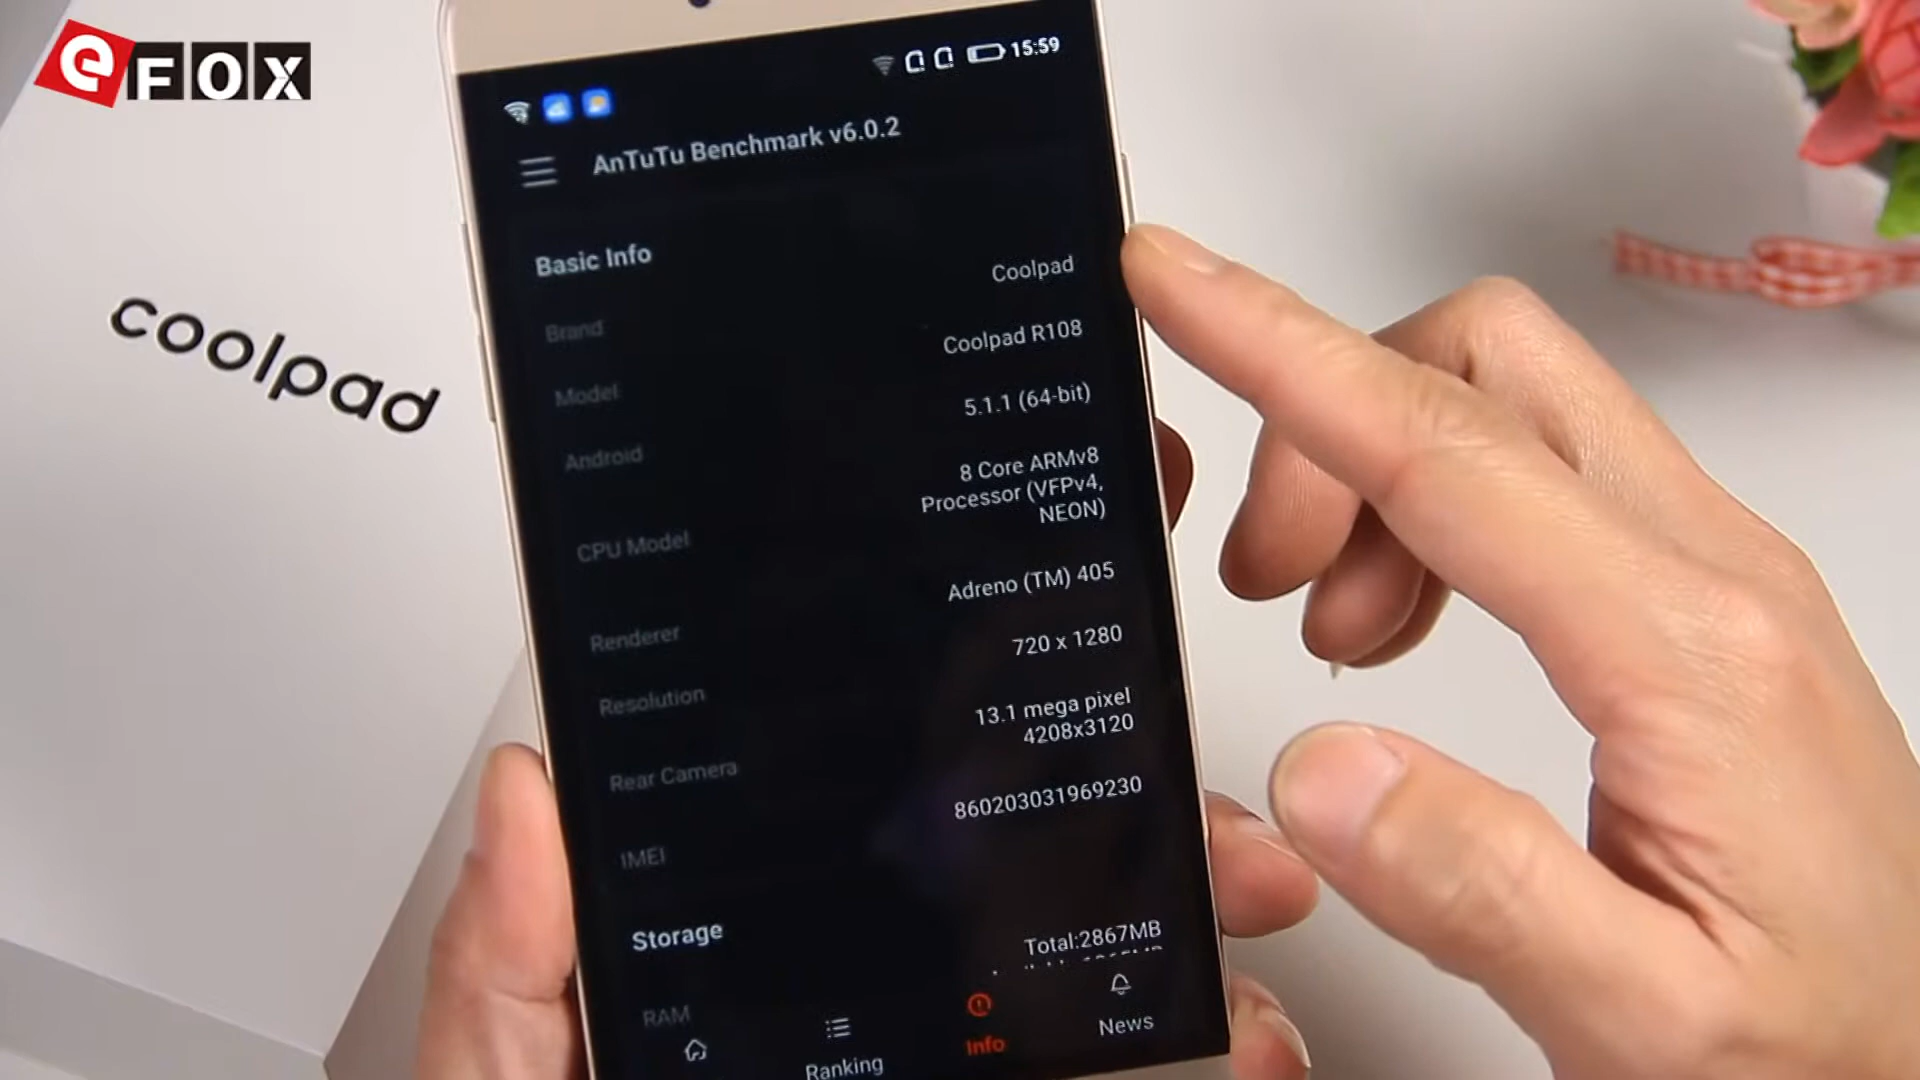 eFOX
coolpad
15:59
AnTuTu Benchmark v6.0.2
Basic Info
Brand
Coolpad
Model
Coolpad R108
Android
5.1.1 (64-bit)
CPU Model
8 Core ARMv8
Processor (VFPv4,
NEON)
Renderer
Adreno (TM) 405
Resolution
720 x 1280
Rear Camera
13.1 mega pixel
4208x3120
IMEI
860203031969230
Storage
RAM
Total:2867MB
Ranking
Info
News